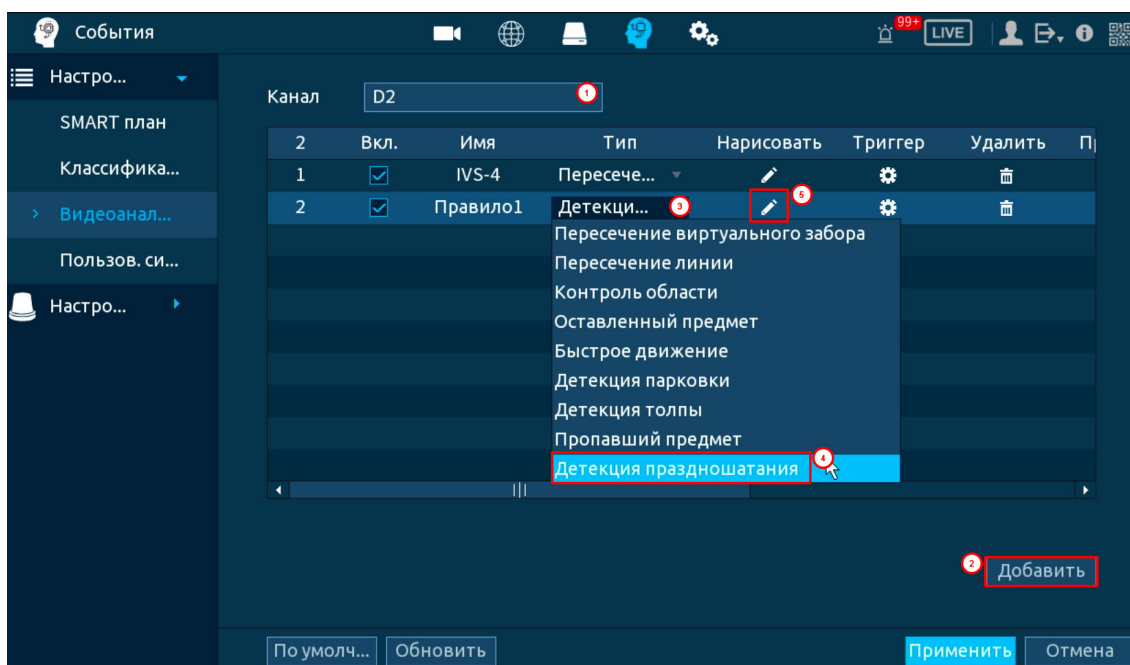 События 99+ LIVE
Настро...
SMART план
Классифика...
Видеоанал...
Пользов. си...
Настро...
Канал D2 1
2 Вкл. Имя Тип Нарисовать Триггер Удалить
1 IVS-4 Пересече...
2 Правило1 Детекци... 3 5
Пересечение виртуального забора
Пересечение линии
Контроль области
Оставленный предмет
Быстрое движение
Детекция парковки
Детекция толпы
Пропавший предмет
Детекция праздношатания 4
2 Добавить
По умолч... Обновить Применить Отмена